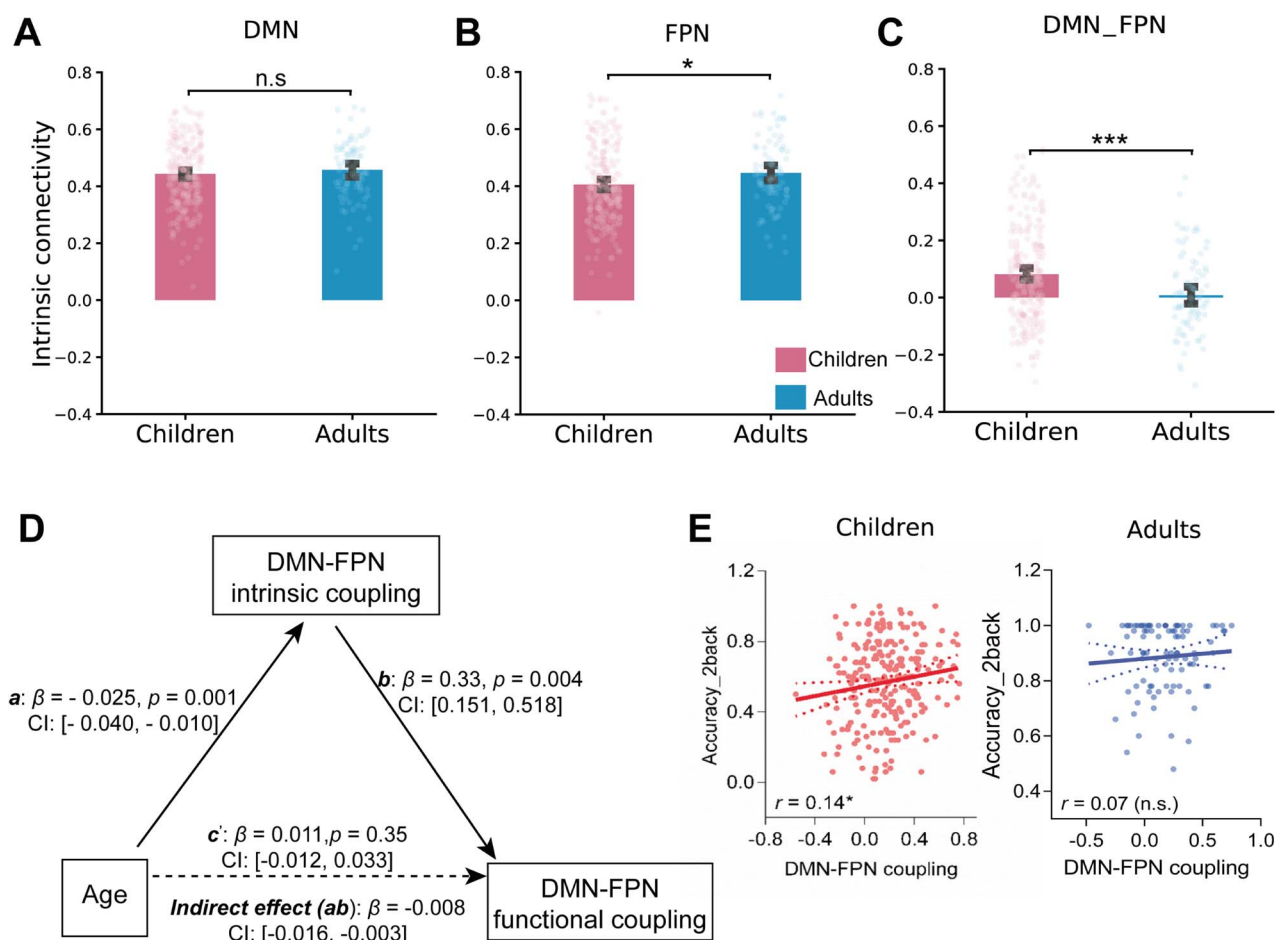 A
DMN
n.s
Intrinsic connectivity
0.8
0.6
0.4
0.2
0.0
−0.2
−0.4
Children
Adults
B
FPN
*
0.8
0.6
0.4
0.2
0.0
−0.2
−0.4
Children
Adults
Children
Adults
C
DMN_FPN
***
0.8
0.6
0.4
0.2
0.0
−0.2
−0.4
Children
Adults
D
DMN-FPN
intrinsic coupling
a: β = - 0.025, p = 0.001
CI: [- 0.040, - 0.010]
b: β = 0.33, p = 0.004
CI: [0.151, 0.518]
c': β = 0.011,p = 0.35
CI: [-0.012, 0.033]
Age
DMN-FPN
functional coupling
Indirect effect (ab): β = -0.008
CI: [-0.016, -0.003]
E
Children
Accuracy_2back
1.2
0.8
0.4
0.0
r = 0.14*
-0.8
-0.4
0.0
0.4
0.8
DMN-FPN coupling
Adults
Accuracy_2back
1.2
1.0
0.8
0.6
0.4
r = 0.07 (n.s.)
-0.5
0.0
0.5
1.0
DMN-FPN coupling